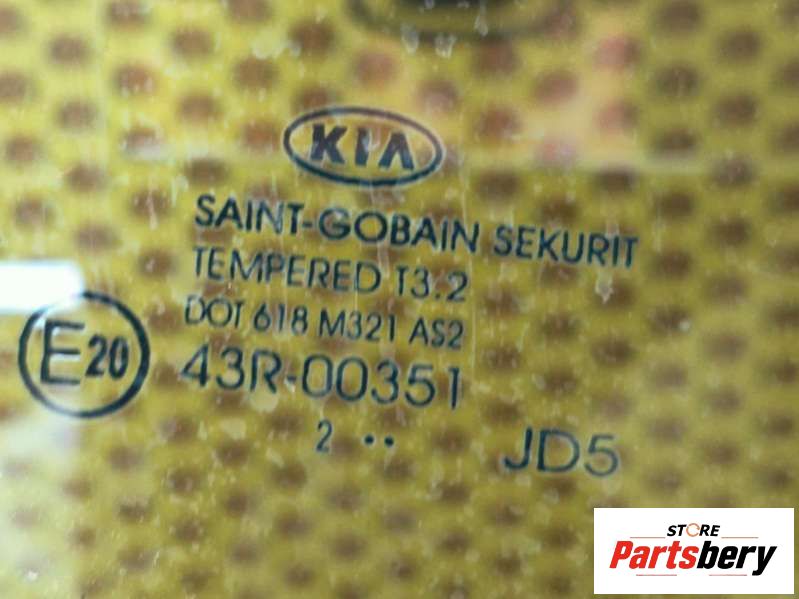 KIA
SAINT-GOBAIN SEKURIT
TEMPERED T3.2
DOT 618 M321 AS2
E20 43R-00351
2 •• JD5
STORE
Partsbery